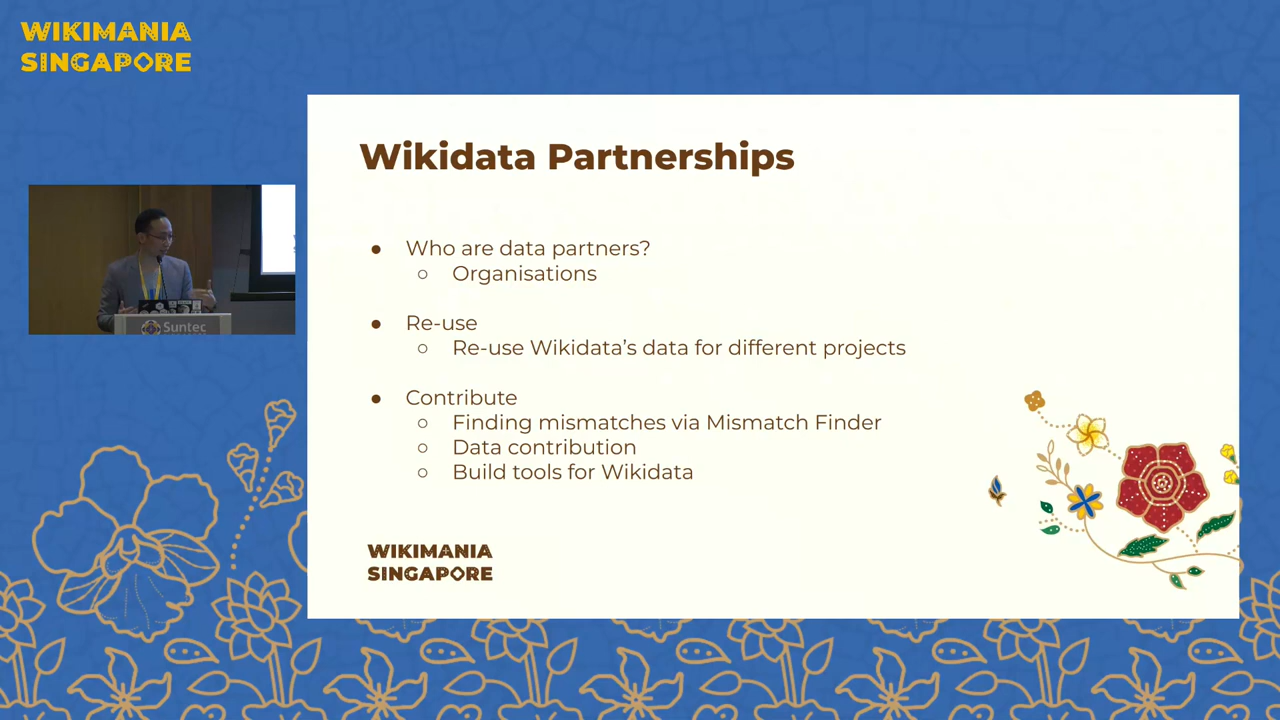 WIKIMANIA
SINGAPORE
Wikidata Partnerships
● Who are data partners?
○ Organisations
● Re-use
○ Re-use Wikidata’s data for different projects
● Contribute
○ Finding mismatches via Mismatch Finder
○ Data contribution
○ Build tools for Wikidata
Suntec
WIKIMANIA
SINGAPORE